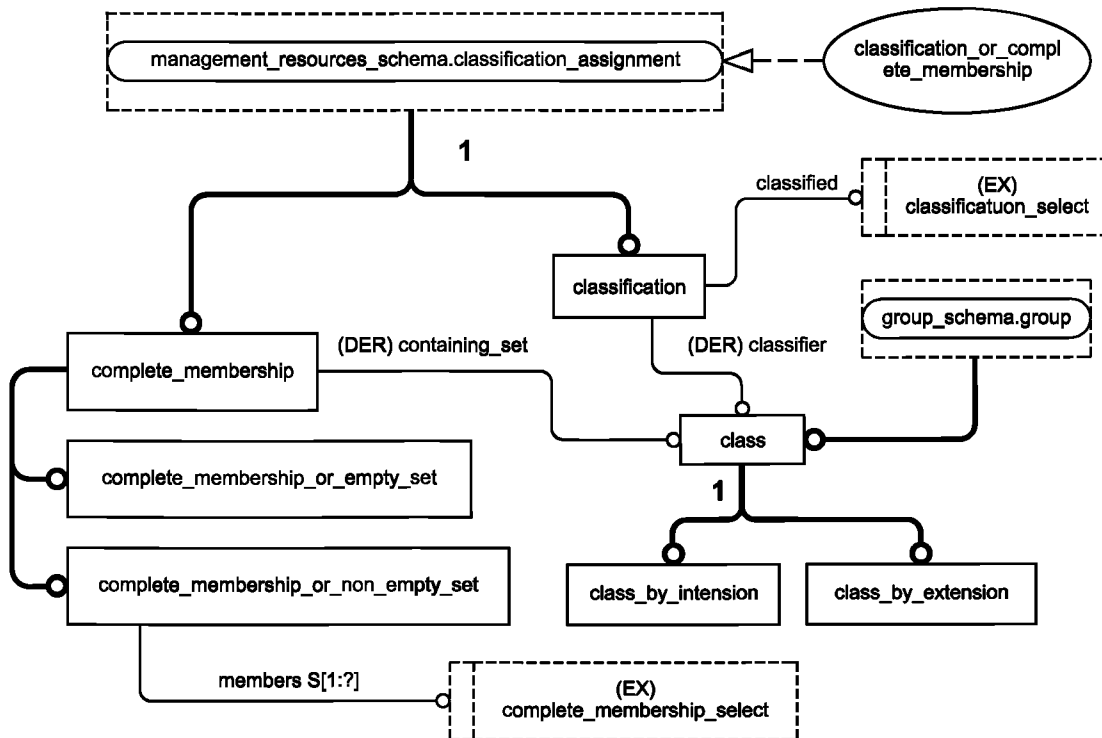 management_resources_schema.classification_assignment
classification_or_compl
ete_membership
1
classified
(EX)
classificatuon_select
classification
group_schema.group
(DER) containing_set
(DER) classifier
complete_membership
class
complete_membership_or_empty_set
1
complete_membership_or_non_empty_set
class_by_intension
class_by_extension
members S[1:?]
(EX)
complete_membership_select